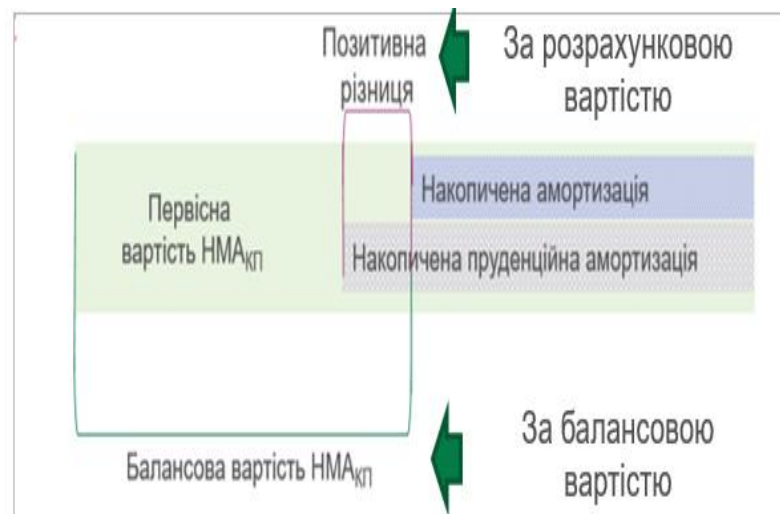 Позитивна
різниця
За розрахунковою
вартістю
Накопичена амортизація
Первісна
вартість НМАКП
Накопичена пруденційна амортизація
Балансова вартість НМАКП
За балансовою
вартістю